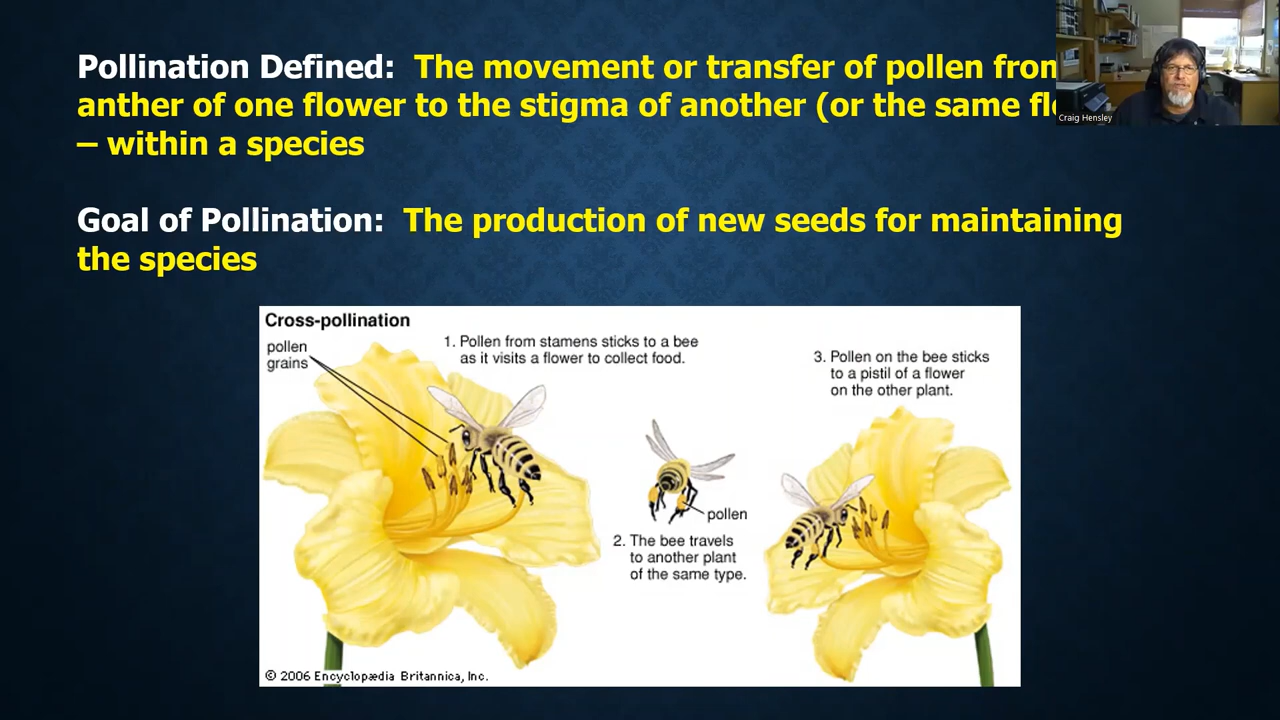 Pollination Defined: The movement or transfer of pollen from
anther of one flower to the stigma of another (or the same
– within a species
Craig Hensley
Goal of Pollination: The production of new seeds for maintaining
the species
Cross-pollination
pollen
grains
1. Pollen from stamens sticks to a bee
as it visits a flower to collect food.
pollen
2. The bee travels
to another plant
of the same type.
3. Pollen on the bee sticks
to a pistil of a flower
on the other plant.
© 2006 Encyclopædia Britannica, Inc.